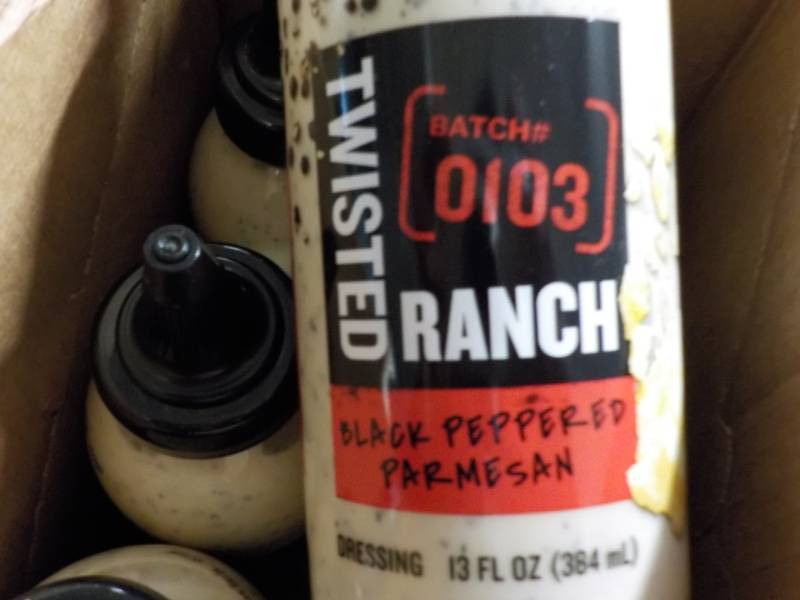 TWISTED
BATCH#
0103
RANCH
BLACK PEPPERED
PARMESAN
DRESSING 13 FL OZ (384 mL)